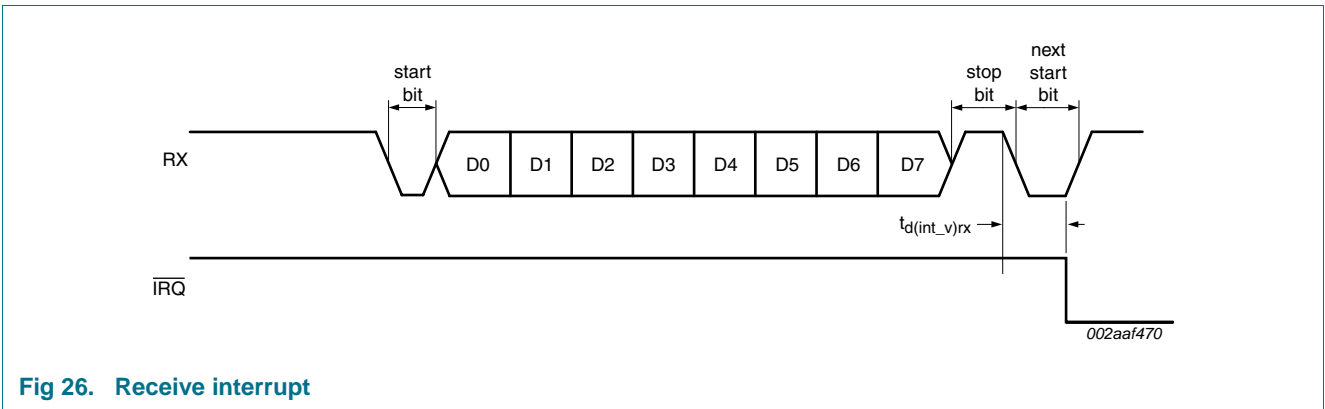 start
bit
stop
bit
next
start
bit
RX
D0 D1 D2 D3 D4 D5 D6 D7
td(int_v)rx
IRQ
002aaf470
Fig 26. Receive interrupt